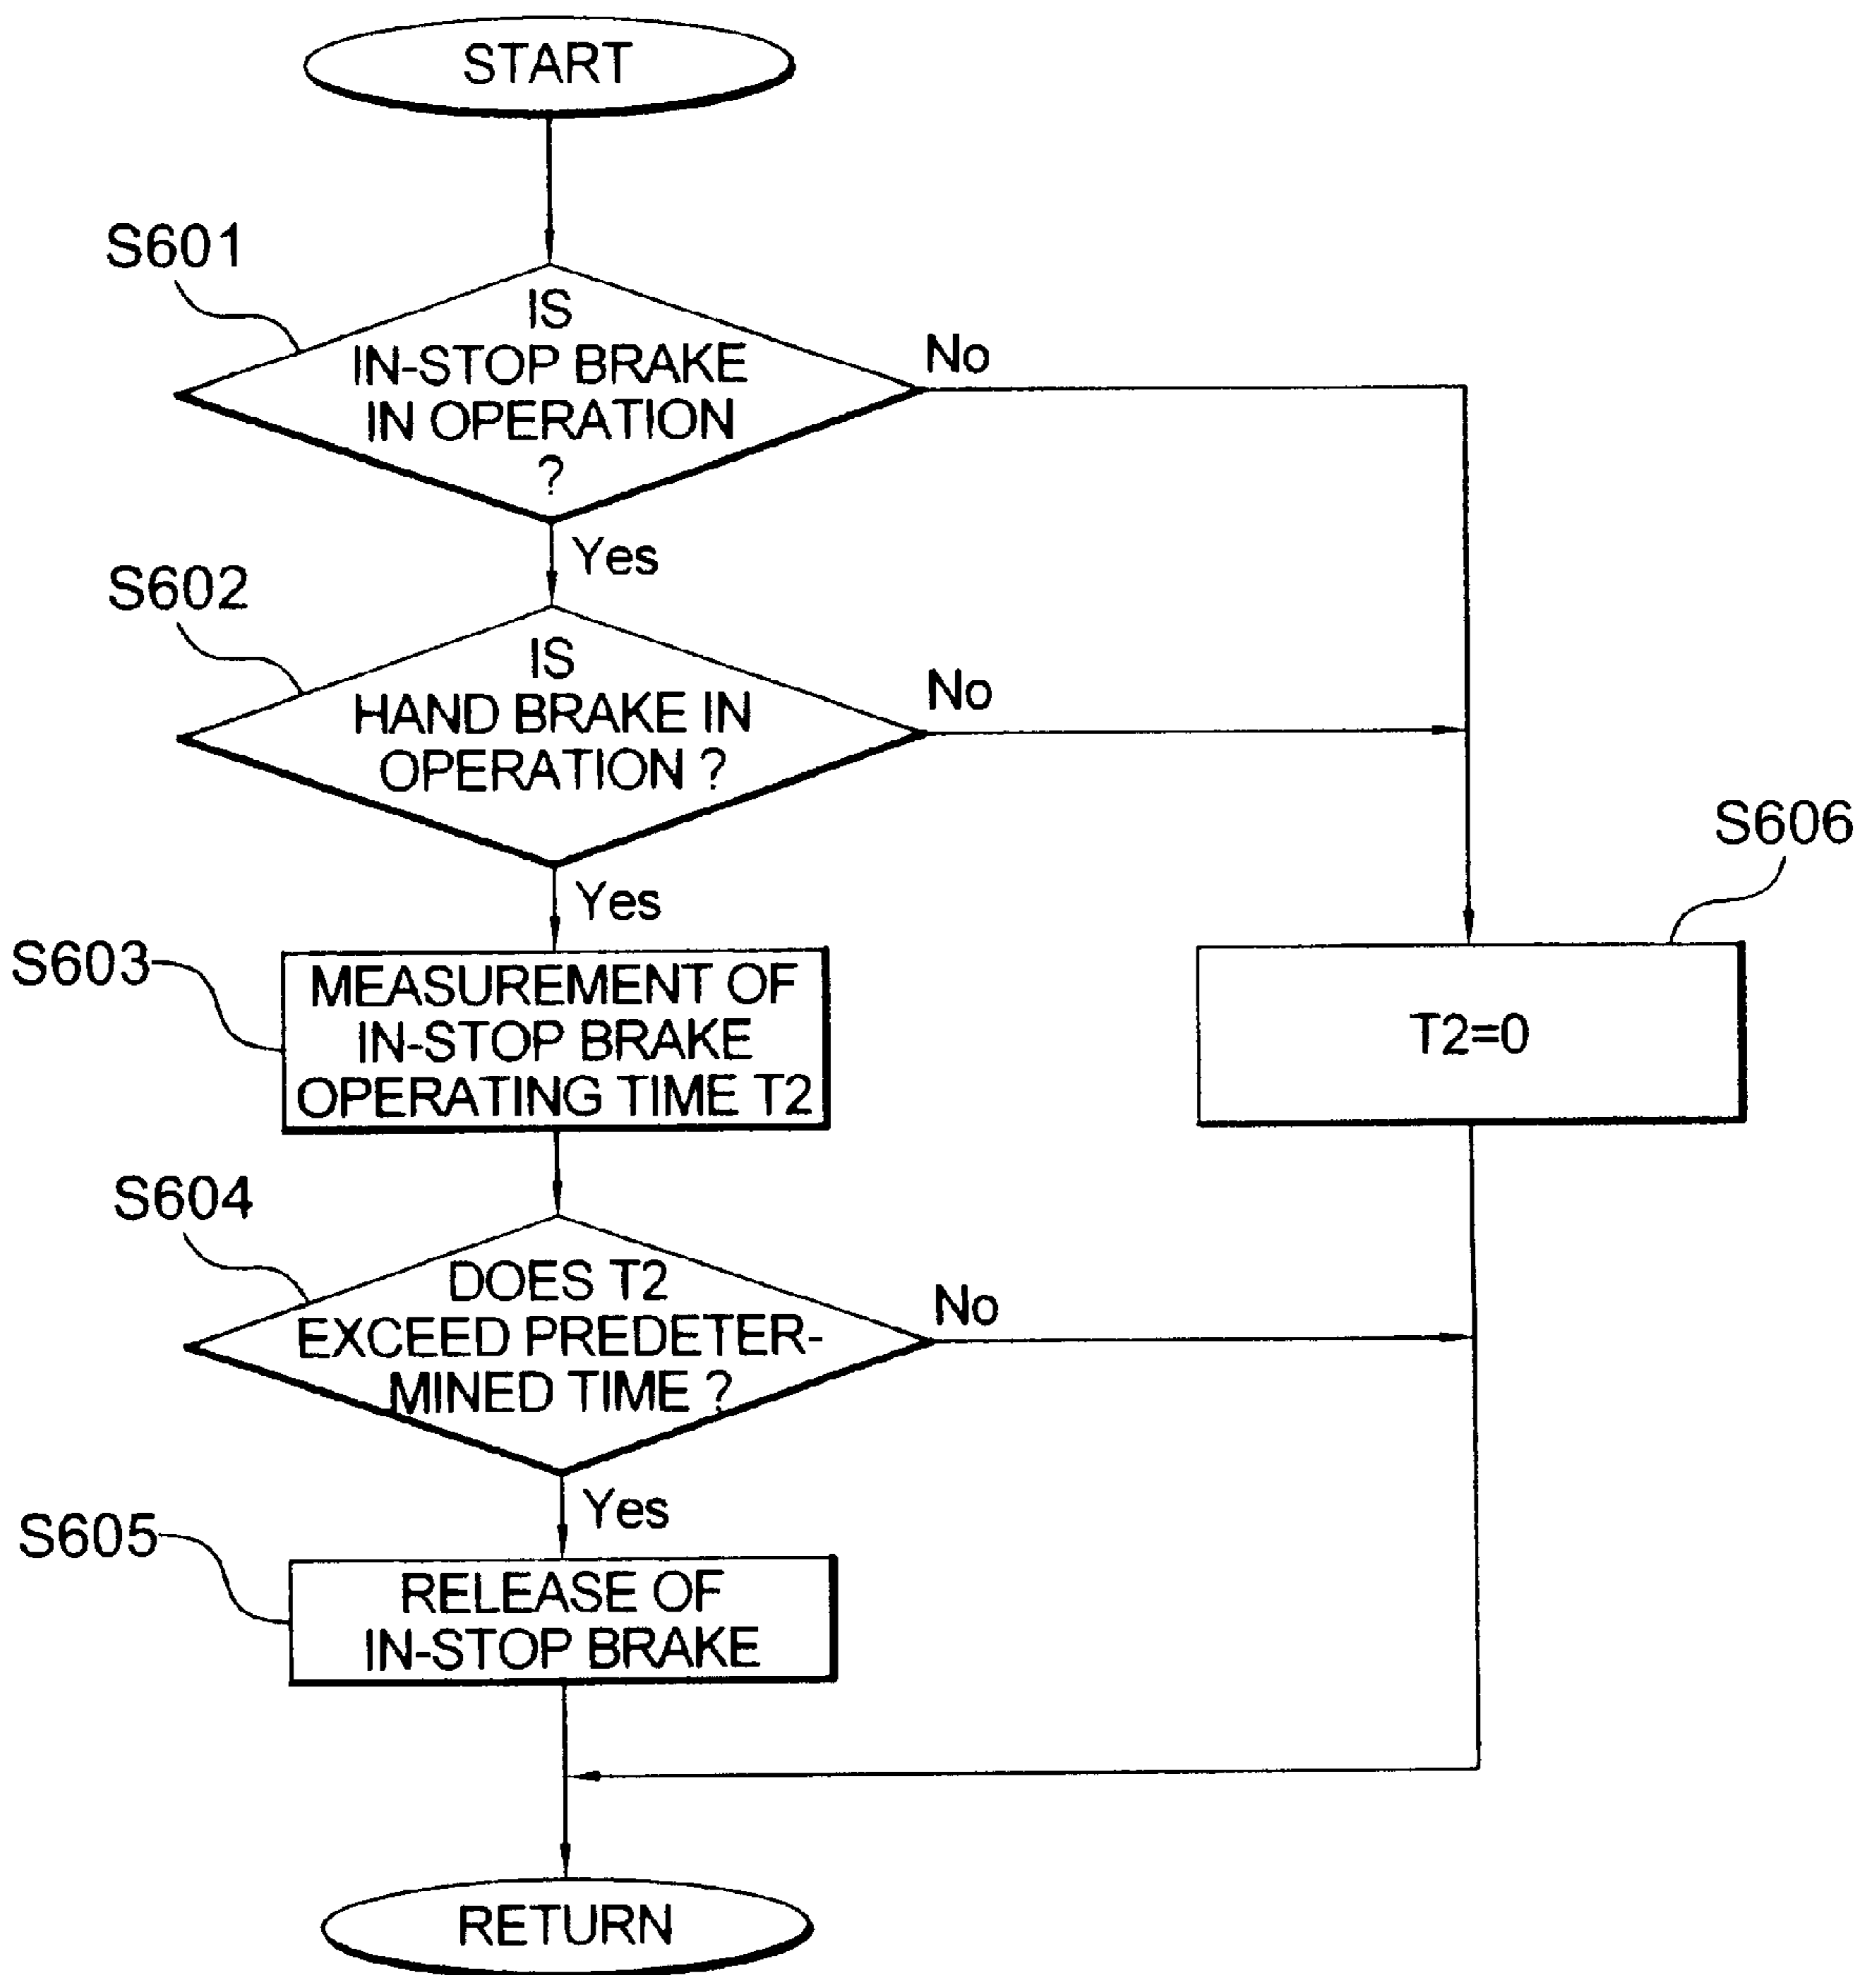 START
S601
IS
IN-STOP BRAKE
IN OPERATION
?
No
Yes
S602
IS
HAND BRAKE IN
OPERATION ?
No
Yes
S606
S603
MEASUREMENT OF
IN-STOP BRAKE
OPERATING TIME T2
T2=0
S604
DOES T2
EXCEED PREDETER-
MINED TIME ?
No
Yes
S605
RELEASE OF
IN-STOP BRAKE
RETURN